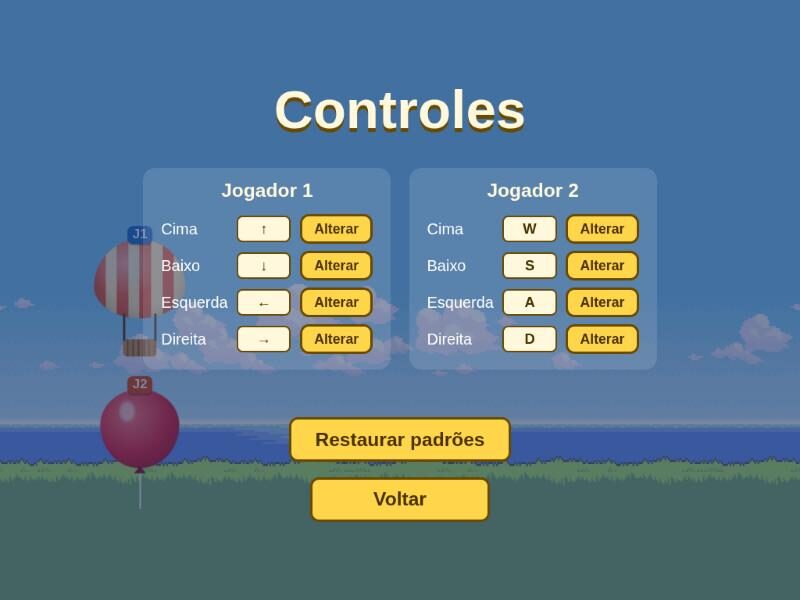 Controles
Jogador 1
Cima ↑ Alterar
Baixo ↓ Alterar
Esquerda ← Alterar
Direita → Alterar
Jogador 2
Cima W Alterar
Baixo S Alterar
Esquerda A Alterar
Direita D Alterar
J1
J2
Restaurar padrões
Voltar